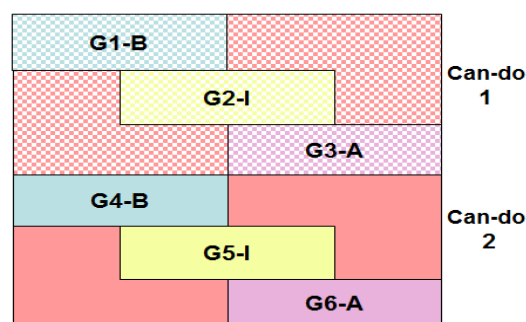 G1-B
G2-I
Can-do
1
G3-A
G4-B
Can-do
2
G5-I
G6-A